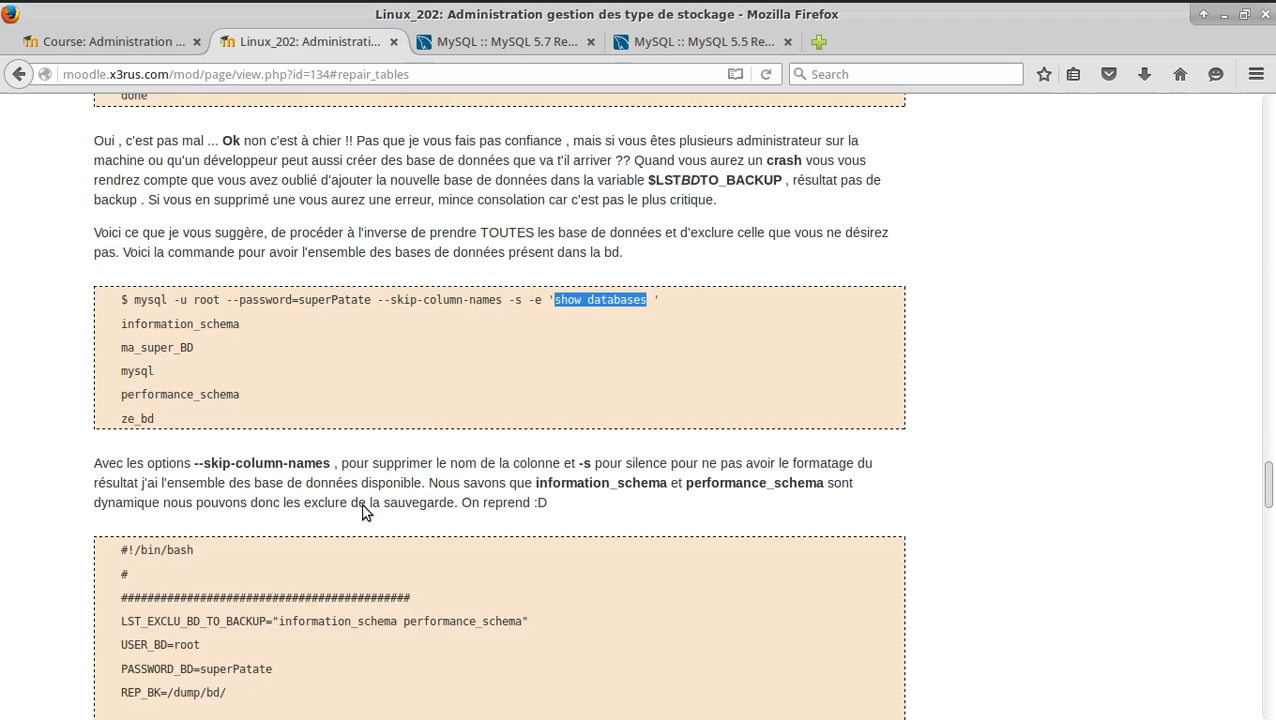 Linux_202: Administration gestion des type de stockage - Mozilla Firefox
Course: Administration ...
Linux_202: Administrati...
MySQL :: MySQL 5.7 Re...
MySQL :: MySQL 5.5 Re...
moodle.x3rus.com/mod/page/view.php?id=134#repair_tables
Search
done
Oui , c'est pas mal ... Ok non c'est à chier !! Pas que je vous fais pas confiance , mais si vous êtes plusieurs administrateur sur la
machine ou qu'un développeur peut aussi créer des base de données que va t'il arriver ?? Quand vous aurez un crash vous vous
rendrez compte que vous avez oublié d'ajouter la nouvelle base de données dans la variable $LSTBDTO_BACKUP , résultat pas de
backup . Si vous en supprimé une vous aurez une erreur, mince consolation car c'est pas le plus critique.
Voici ce que je vous suggère, de procéder à l'inverse de prendre TOUTES les base de données et d'exclure celle que vous ne désirez
pas. Voici la commande pour avoir l'ensemble des bases de données présent dans la bd.
$ mysql -u root --password=superPatate --skip-column-names -s -e 'show databases '
information_schema
ma_super_BD
mysql
performance_schema
ze_bd
Avec les options --skip-column-names , pour supprimer le nom de la colonne et -s pour silence pour ne pas avoir le formatage du
résultat j'ai l'ensemble des base de données disponible. Nous savons que information_schema et performance_schema sont
dynamique nous pouvons donc les exclure de la sauvegarde. On reprend :D
#!/bin/bash
#
############################################
LST_EXCLU_BD_TO_BACKUP="information_schema performance_schema"
USER_BD=root
PASSWORD_BD=superPatate
REP_BK=/dump/bd/